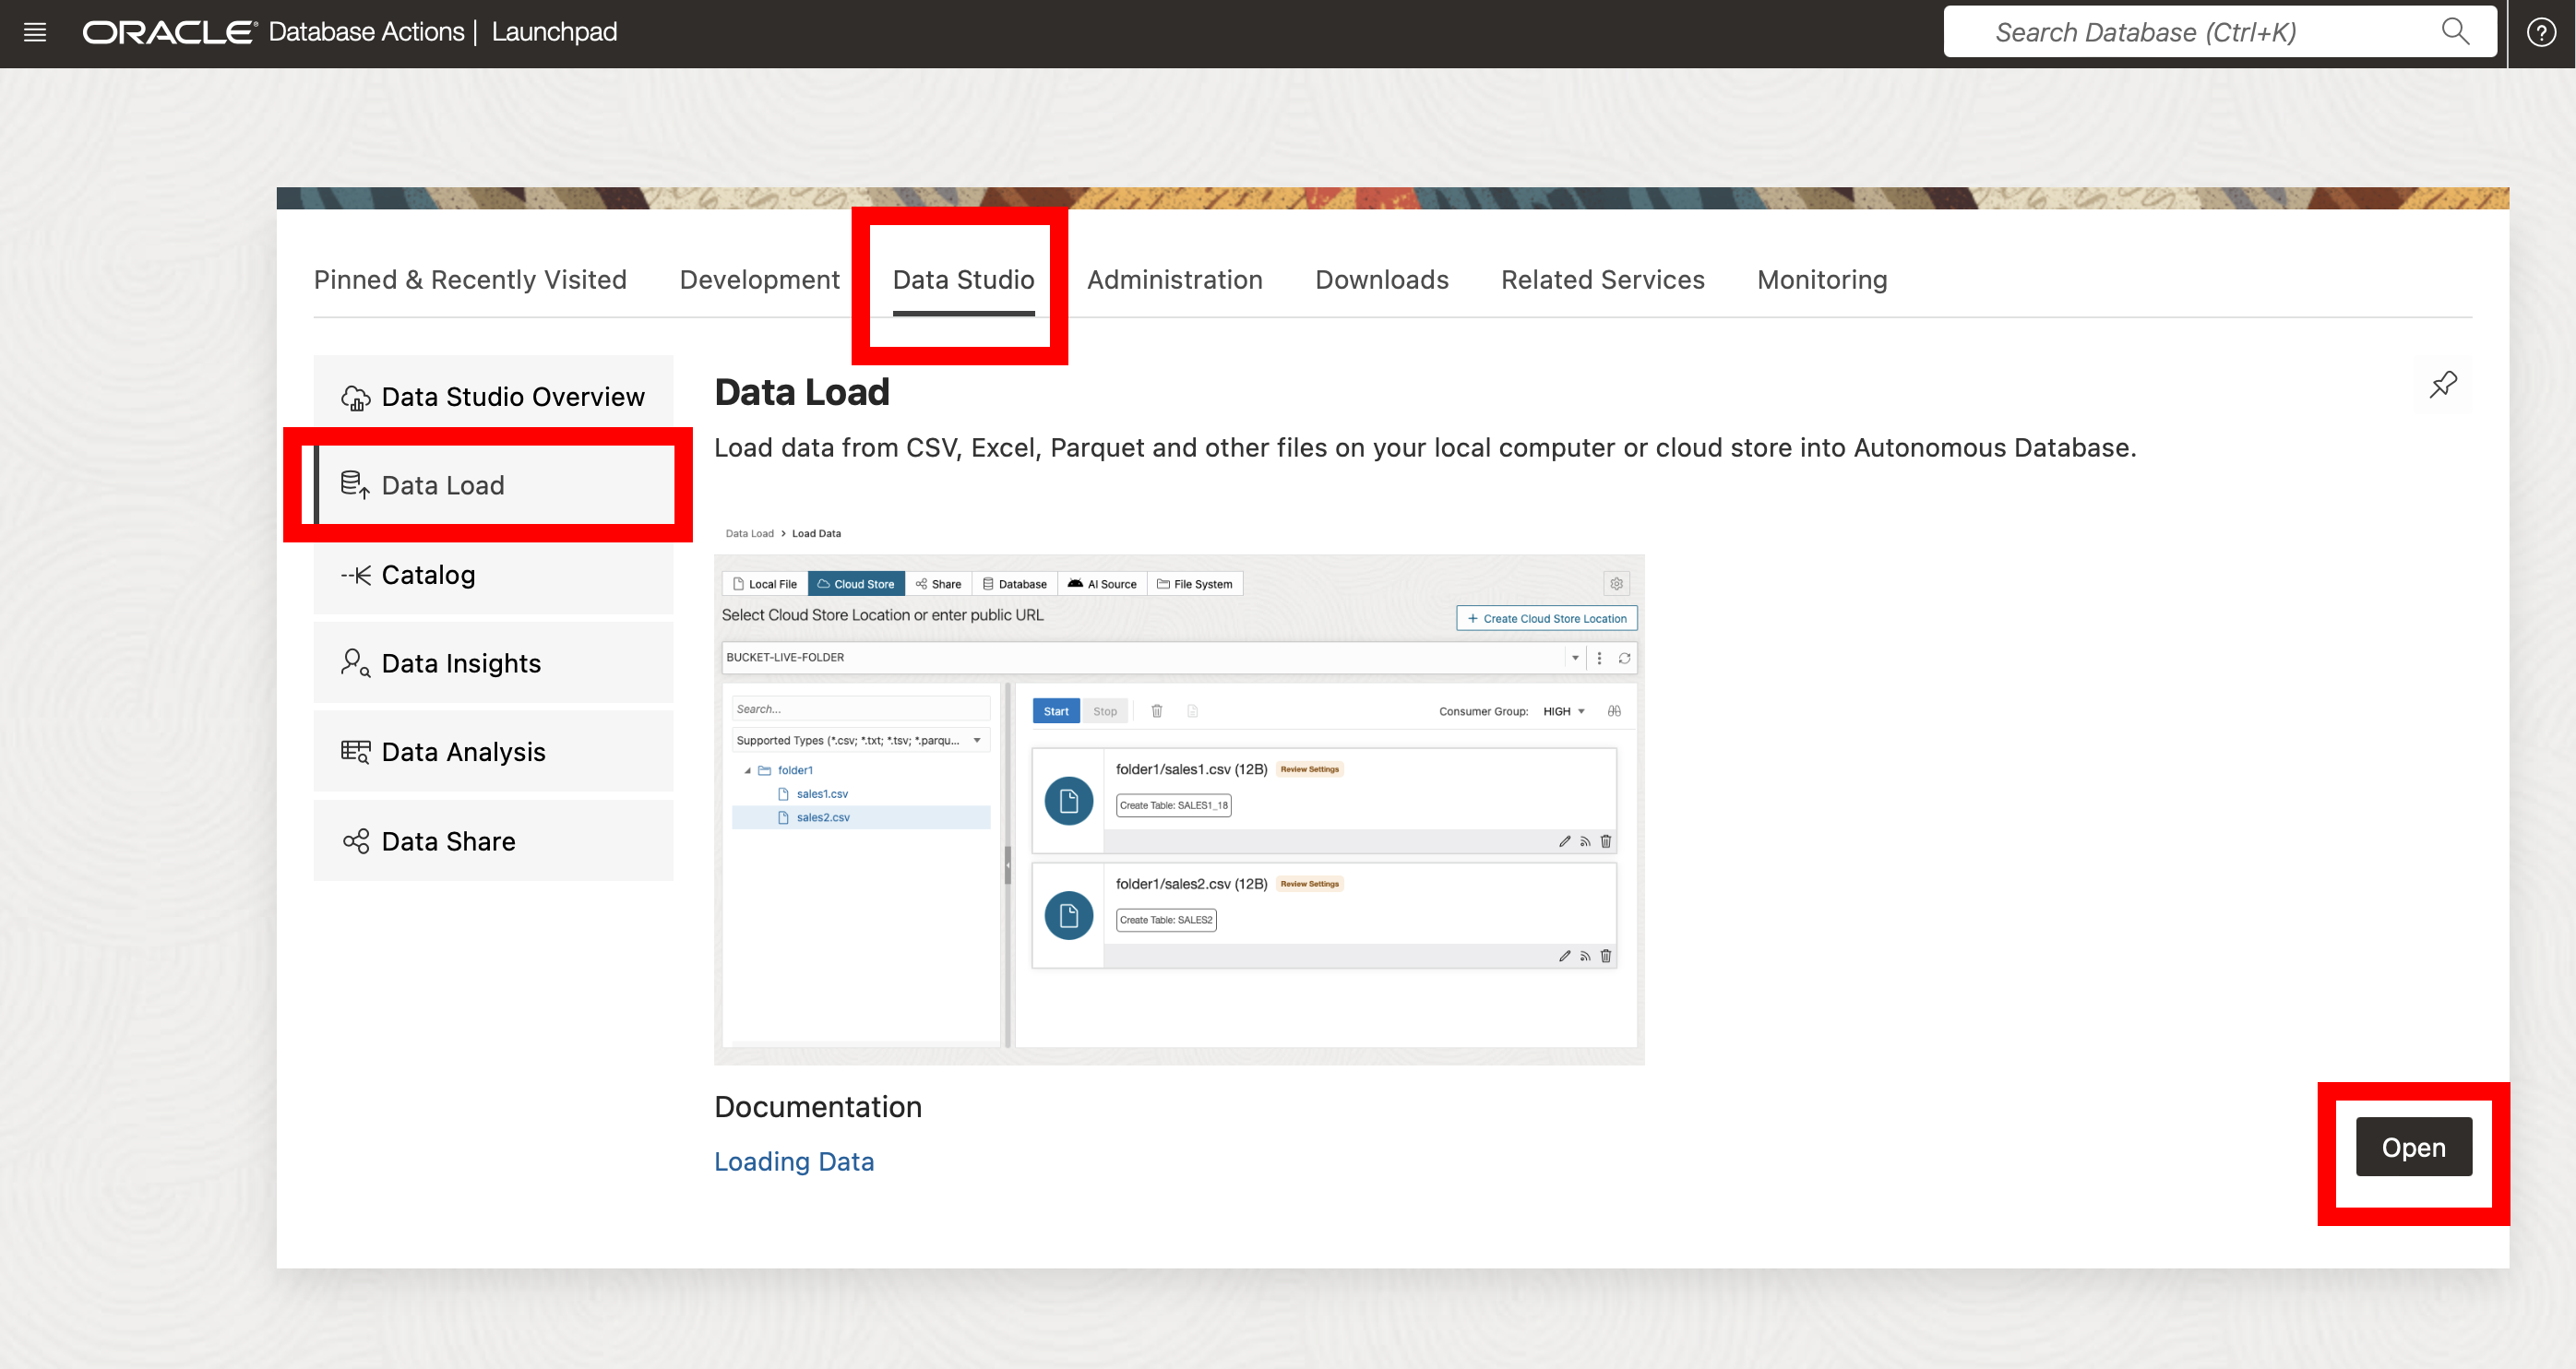 ORACLE® Database Actions | Launchpad
Search Database (Ctrl+K)
Pinned & Recently Visited Development Data Studio Administration Downloads Related Services Monitoring
Data Studio Overview
Data Load
Catalog
Data Insights
Data Analysis
Data Share
Data Load
Load data from CSV, Excel, Parquet and other files on your local computer or cloud store into Autonomous Database.
Data Load > Load Data
Local File Cloud Store Share Database AI Source File System
Select Cloud Store Location or enter public URL
+ Create Cloud Store Location
BUCKET-LIVE-FOLDER
Search...
Supported Types (*.csv; *.txt; *.tsv; *.parqu...
folder1
sales1.csv
sales2.csv
Start Stop Consumer Group: HIGH
folder1/sales1.csv (12B) Review Settings
Create Table: SALES1_18
folder1/sales2.csv (12B) Review Settings
Create Table: SALES2
Documentation
Loading Data
Open